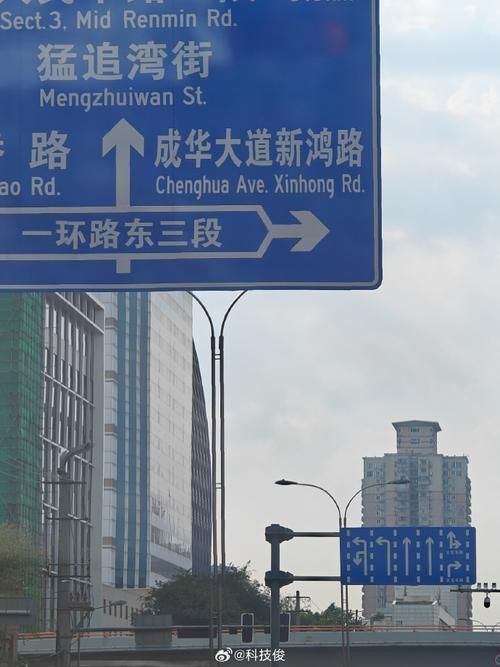 Sect.3, Mid Renmin Rd.
猛追湾街
Mengzhuiwan St.
路
成华大道新鸿路
Rd.
Chenghua Ave. Xinhong Rd.
一环路东三段
@科技俊